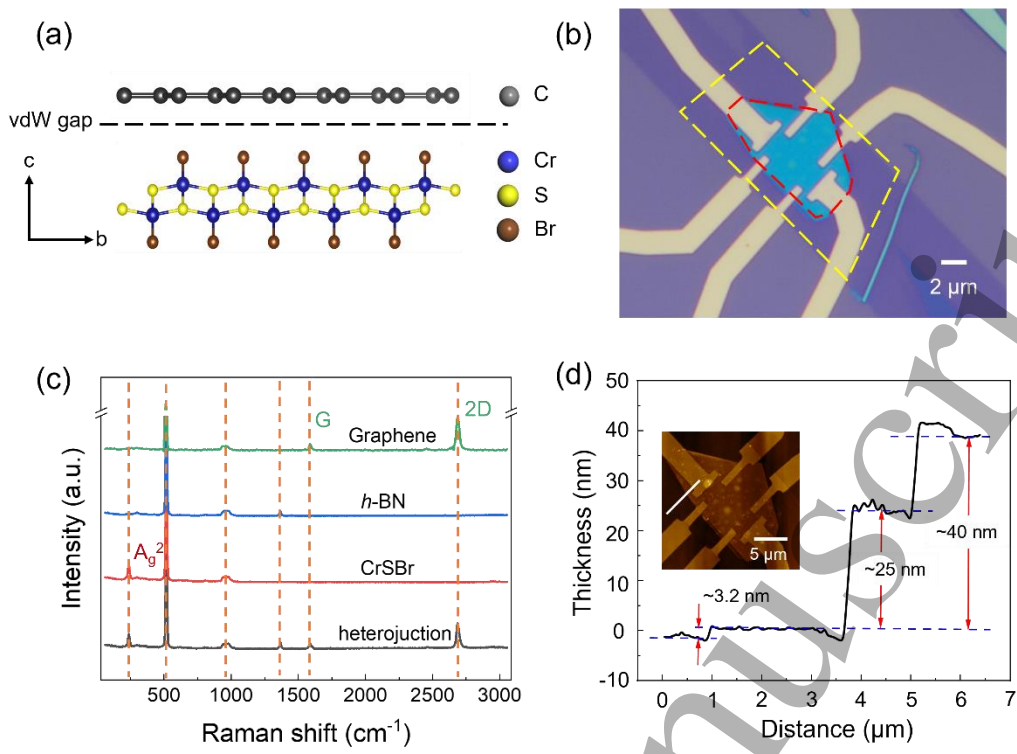 (a)
C
vdW gap
c
b
Cr
S
Br
(b)
2 μm
(c)
Intensity (a.u.)
G
2D
Graphene
h-BN
Ag2
CrSBr
heterojuction
500
1000
1500
2000
2500
3000
Raman shift (cm-1)
(d)
Thickness (nm)
50
40
30
20
10
0
-10
5 μm
~3.2 nm
~25 nm
~40 nm
0
1
2
3
4
5
6
7
Distance (μm)